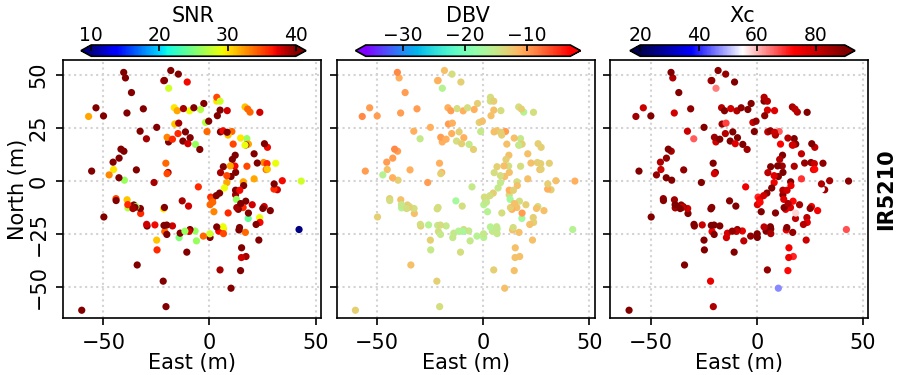 SNR DBV Xc
10 20 30 40 −30 −20 −10 20 40 60 80
50
25
0
−25
−50
North (m)
−50 0 50 −50 0 50 −50 0 50
East (m) East (m) East (m)
IR5210